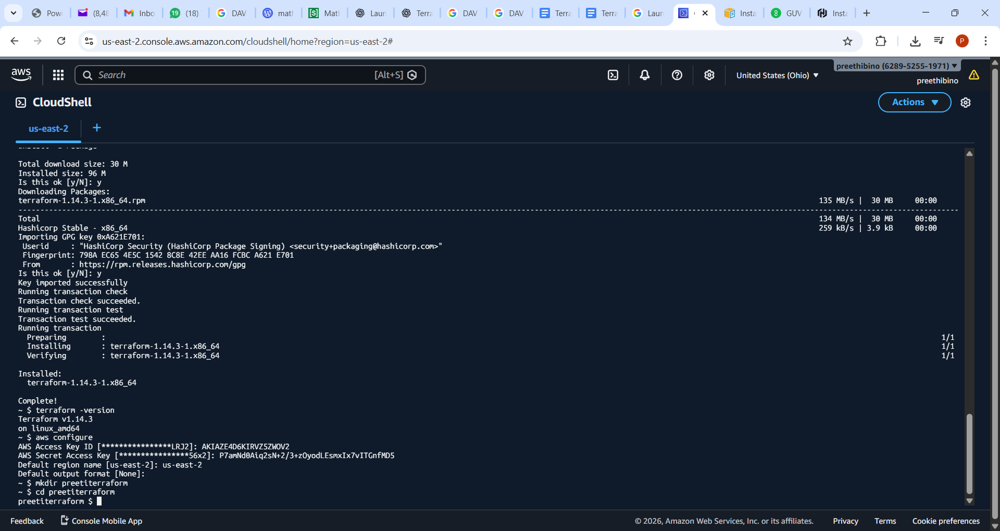 Pow
(8,48
Inbo
19 (18)
DAV
mat
Mat
Laun
Terra
DAV
DAV
Terra
Terra
Laun
Insta
GUV
Insta
us-east-2.console.aws.amazon.com/cloudshell/home?region=us-east-2#
P
aws
Search [Alt+S]
United States (Ohio)
preethibino (6289-5255-1971)
preethibino
CloudShell
Actions
us-east-2
Total download size: 30 M
Installed size: 96 M
Is this ok [y/N]: y
Downloading Packages:
terraform-1.14.3-1.x86_64.rpm 135 MB/s | 30 MB 00:00
Total 134 MB/s | 30 MB 00:00
Hashicorp Stable - x86_64 259 kB/s | 3.9 kB 00:00
Importing GPG key 0xA621E701:
Userid : "HashiCorp Security (HashiCorp Package Signing) <security+packaging@hashicorp.com>"
Fingerprint: 798A EC65 4E5C 1542 8C8E 42EE AA16 FCBC A621 E701
From : https://rpm.releases.hashicorp.com/gpg
Is this ok [y/N]: y
Key imported successfully
Running transaction check
Transaction check succeeded.
Running transaction test
Transaction test succeeded.
Running transaction
Preparing : 1/1
Installing : terraform-1.14.3-1.x86_64 1/1
Verifying : terraform-1.14.3-1.x86_64 1/1
Installed:
terraform-1.14.3-1.x86_64
Complete!
~ $ terraform -version
Terraform v1.14.3
on linux_amd64
~ $ aws configure
AWS Access Key ID [****************LRJ2]: AKIAZE4D6KIRVZ5ZWOV2
AWS Secret Access Key [****************56x2]: 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
Default region name [us-east-2]: us-east-2
Default output format [None]:
~ $ mkdir preetiterraform
~ $ cd preetiterraform
preetiterraform $
Feedback
Console Mobile App
© 2026, Amazon Web Services, Inc. or its affiliates.
Privacy
Terms
Cookie preferences